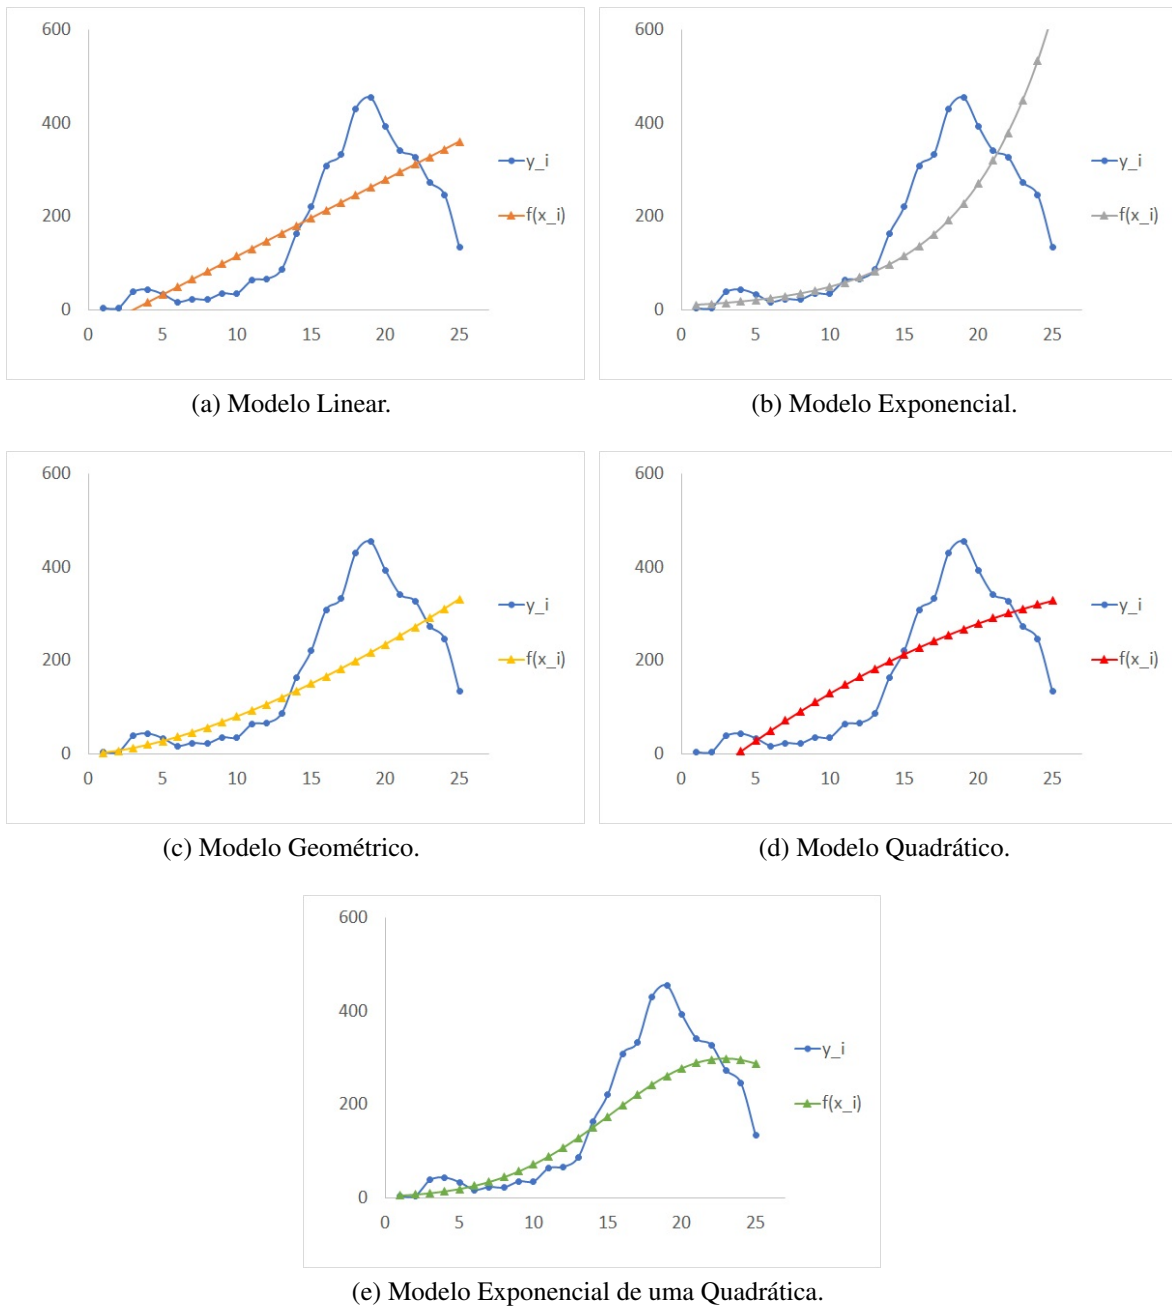 600
400
200
0
0 5 10 15 20 25
y_i
f(x_i)
(a) Modelo Linear.
600
400
200
0
0 5 10 15 20 25
y_i
f(x_i)
(b) Modelo Exponencial.
600
400
200
0
0 5 10 15 20 25
y_i
f(x_i)
(c) Modelo Geométrico.
600
400
200
0
0 5 10 15 20 25
y_i
f(x_i)
(d) Modelo Quadrático.
600
400
200
0
0 5 10 15 20 25
y_i
f(x_i)
(e) Modelo Exponencial de uma Quadrática.